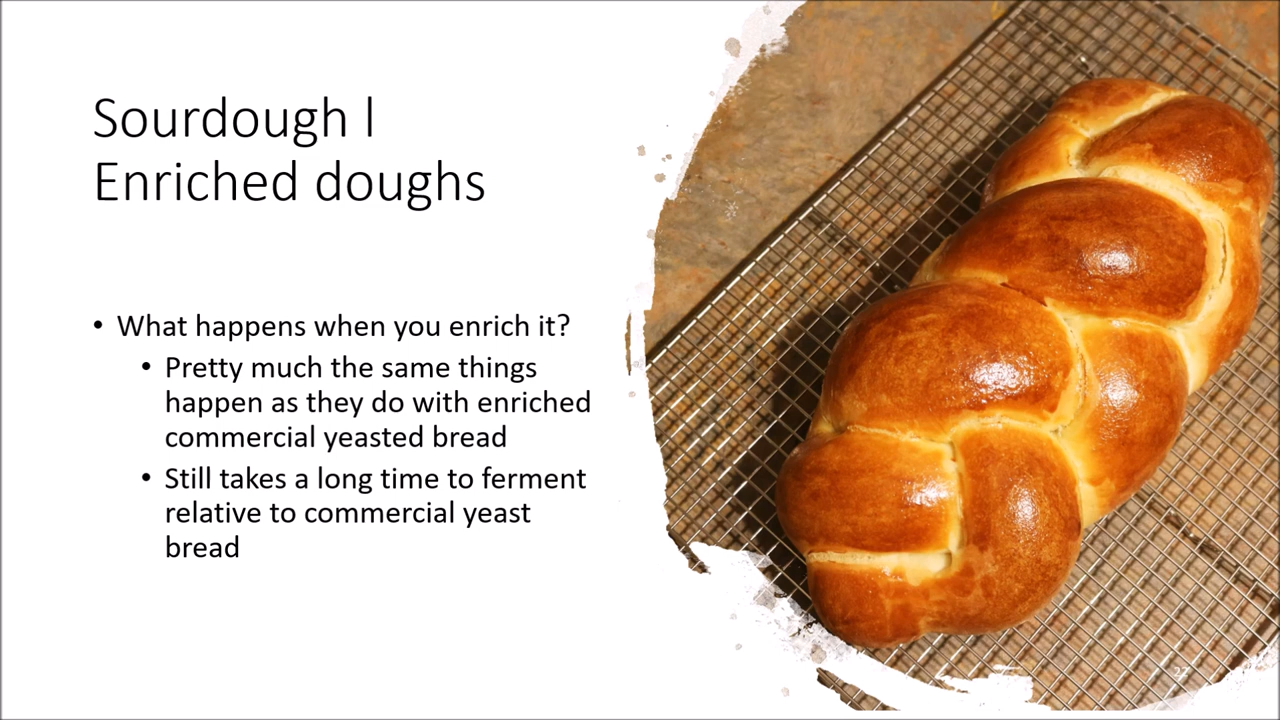 Sourdough l
Enriched doughs
• What happens when you enrich it?
• Pretty much the same things
happen as they do with enriched
commercial yeasted bread
• Still takes a long time to ferment
relative to commercial yeast
bread
27